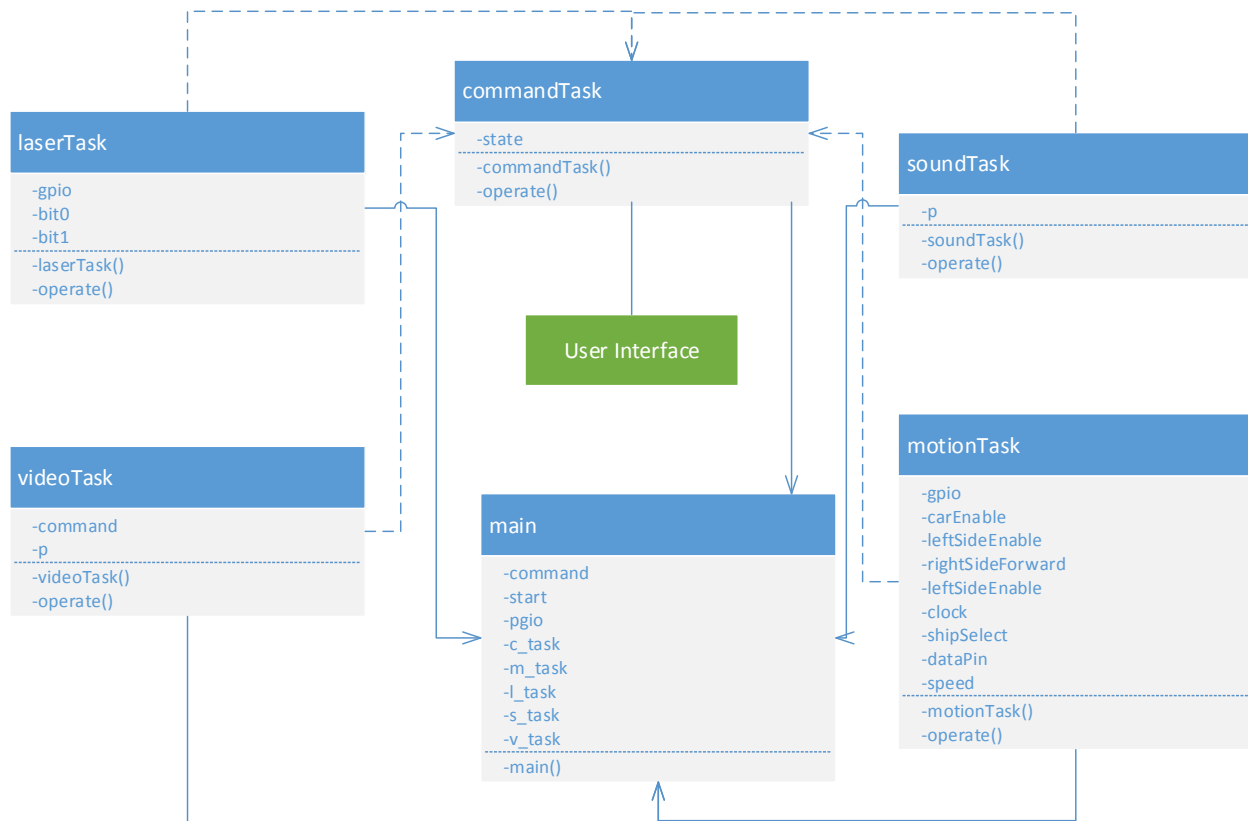 commandTask
-state
-commandTask()
-operate()
laserTask
-gpio
-bit0
-bit1
-laserTask()
-operate()
soundTask
-p
-soundTask()
-operate()
User Interface
videoTask
-command
-p
-videoTask()
-operate()
main
-command
-start
-pgio
-c_task
-m_task
-l_task
-s_task
-v_task
-main()
motionTask
-gpio
-carEnable
-leftSideEnable
-rightSideForward
-leftSideEnable
-clock
-shipSelect
-dataPin
-speed
-motionTask()
-operate()